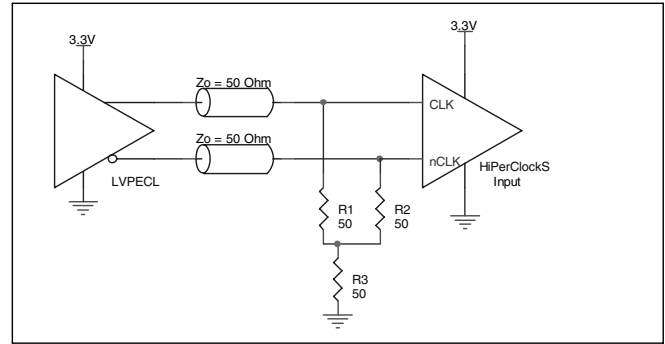 3.3V
3.3V
Zo = 50 Ohm
CLK
Zo = 50 Ohm
nCLK
LVPECL
HiPerClockS
Input
R1
50
R2
50
R3
50